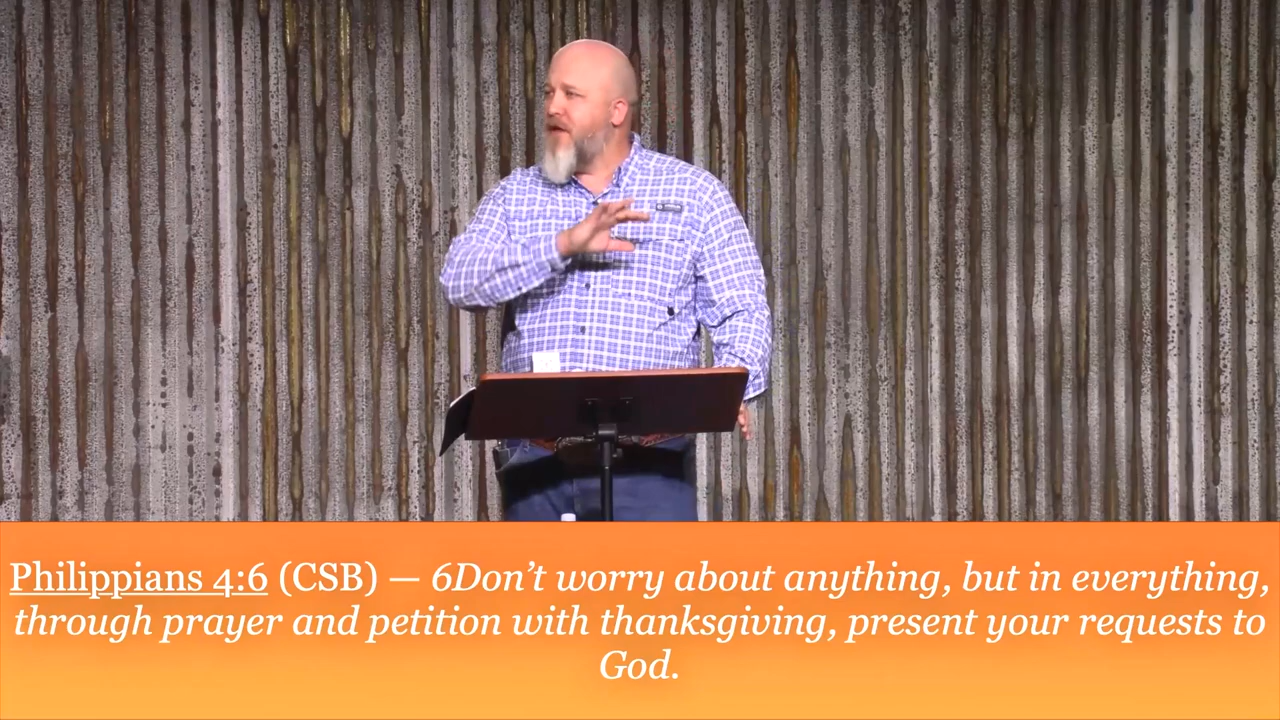 Philippians 4:6 (CSB) — 6Don’t worry about anything, but in everything,
through prayer and petition with thanksgiving, present your requests to
God.